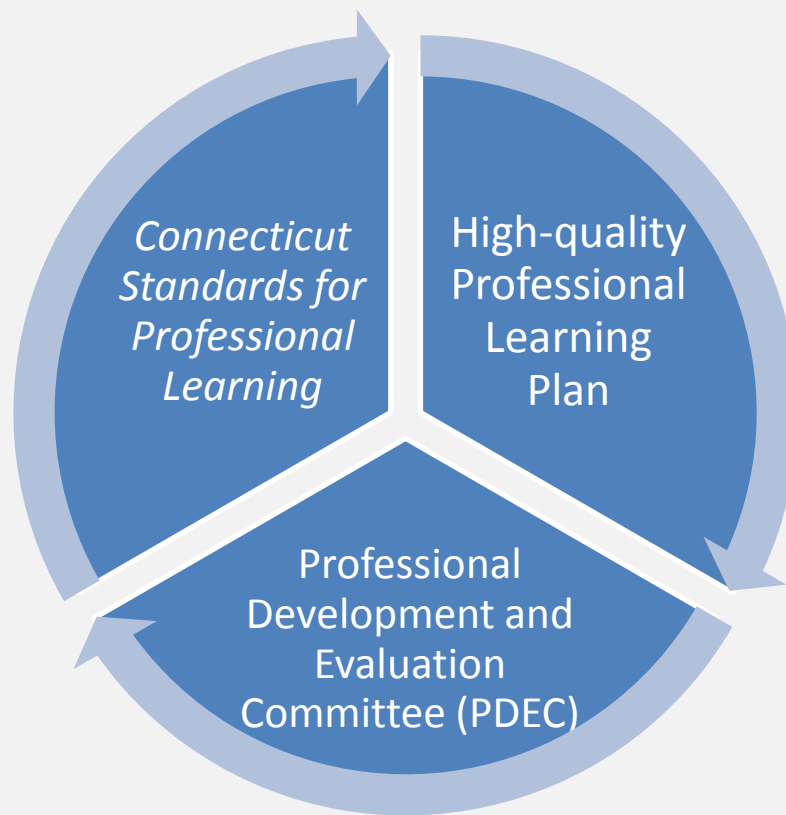 Connecticut
Standards for
Professional
Learning
High-quality
Professional
Learning
Plan
Professional
Development and
Evaluation
Committee (PDEC)